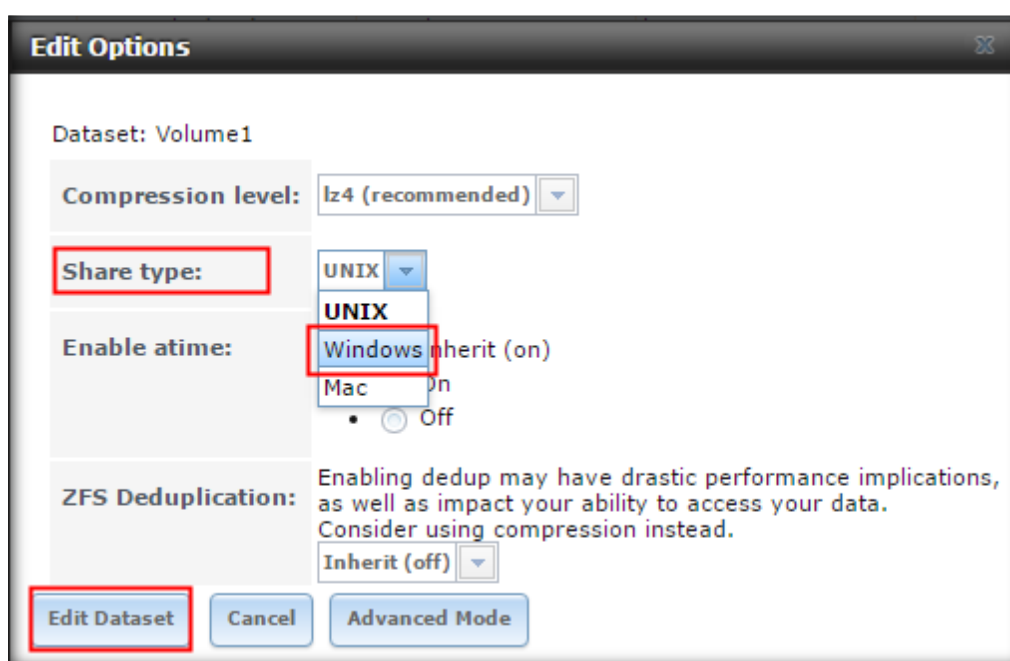 Edit Options
Dataset: Volume1
Compression level: lz4 (recommended)
Share type: UNIX
UNIX
Enable atime: Windows nherit (on)
Mac On
• Off
Enabling dedup may have drastic performance implications,
ZFS Deduplication: as well as impact your ability to access your data.
Consider using compression instead.
Inherit (off)
Edit Dataset Cancel Advanced Mode